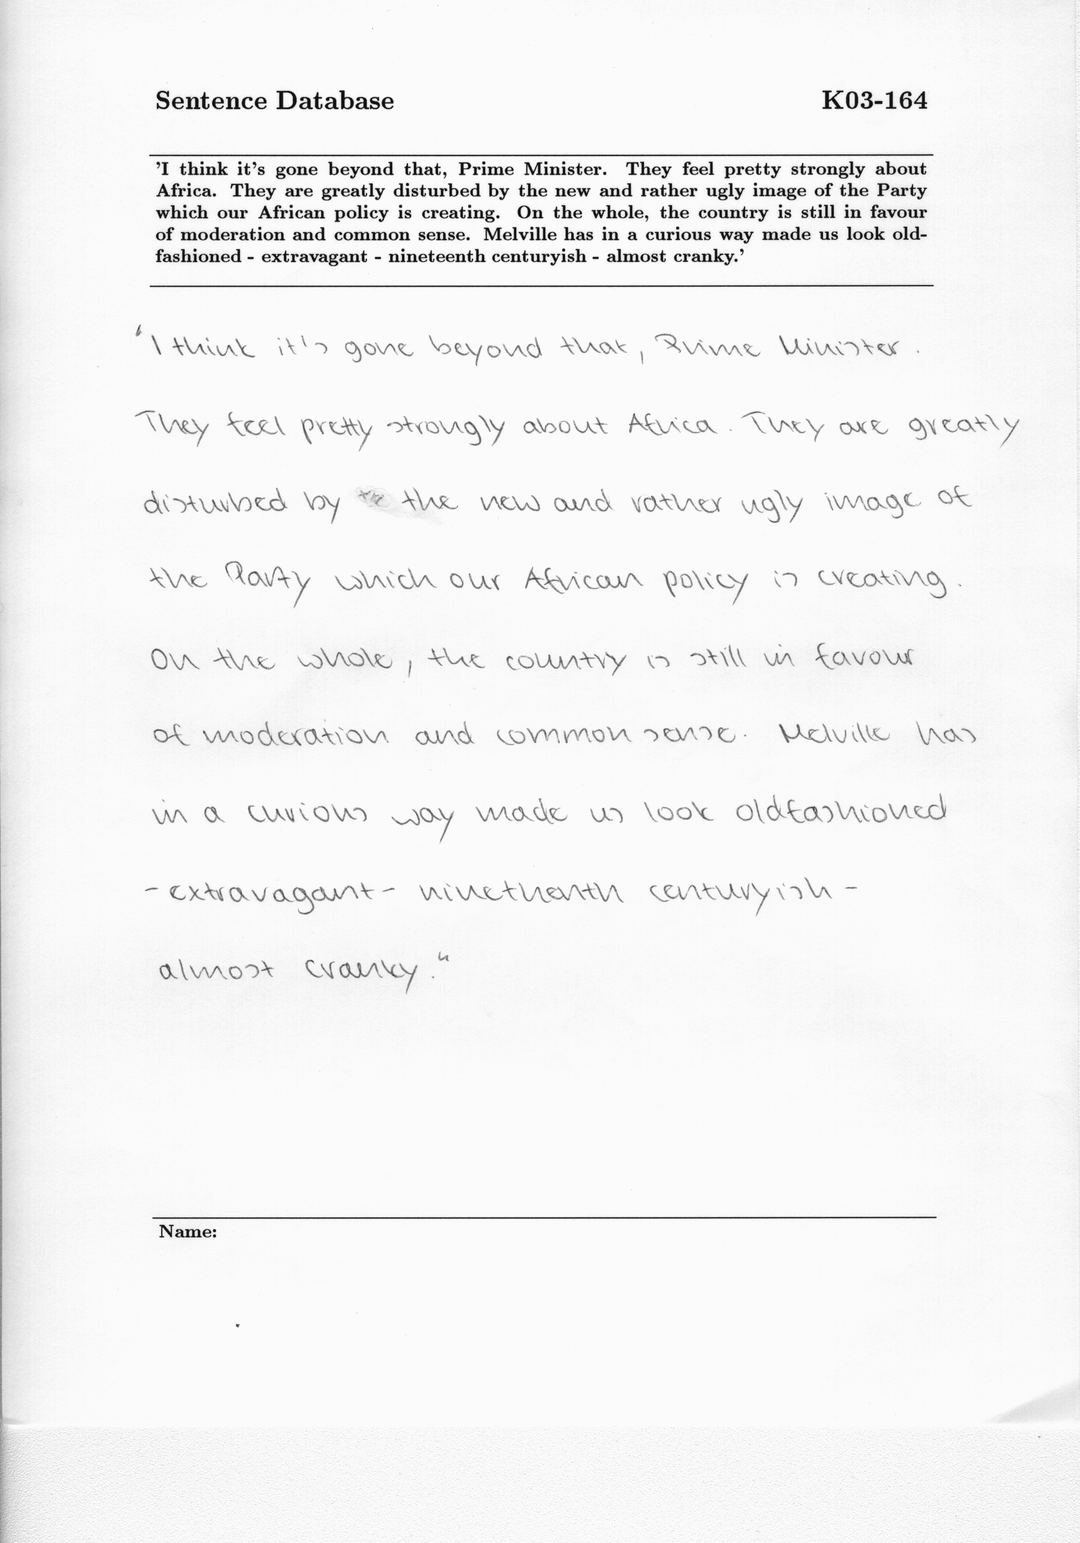 Sentence Database K03-164
'I think it's gone beyond that, Prime Minister. They feel pretty strongly about
Africa. They are greatly disturbed by the new and rather ugly image of the Party
which our African policy is creating. On the whole, the country is still in favour
of moderation and common sense. Melville has in a curious way made us look old-
fashioned - extravagant - nineteenth centuryish - almost cranky.'
"I think it's gone beyond that, Prime Minister.
They feel pretty strongly about Africa. They are greatly
disturbed by the new and rather ugly image of
the Party which our African policy is creating.
On the whole, the country is still in favour
of moderation and common sense. Melville has
in a curious way made us look oldfashioned
- extravagant - ninethenth centuryish -
almost cranky."
Name: